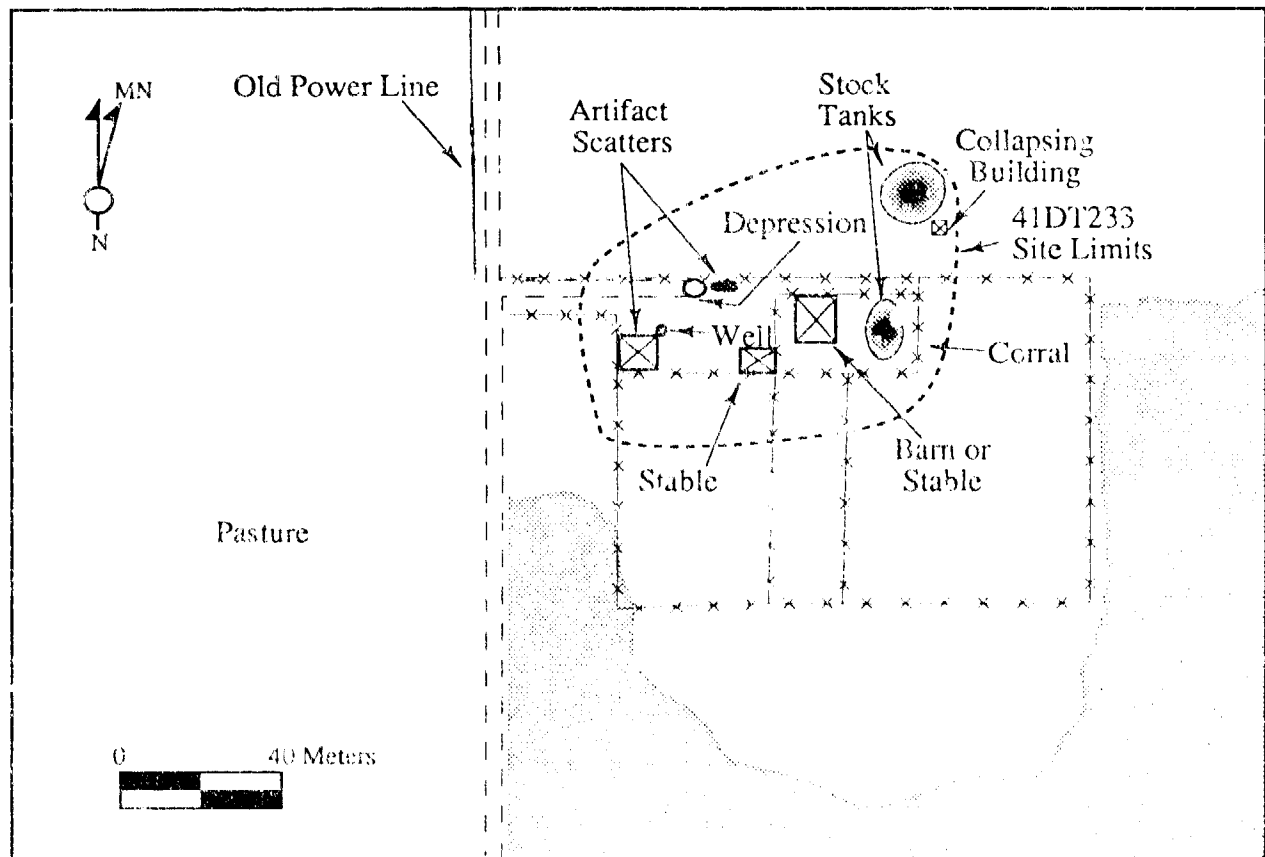 MN
N
Old Power Line
Artifact
Scatters
Stock
Tanks
Collapsing
Building
41DT233
Site Limits
Depression
Well
Corral
Stable
Barn or
Stable
Pasture
0 40 Meters